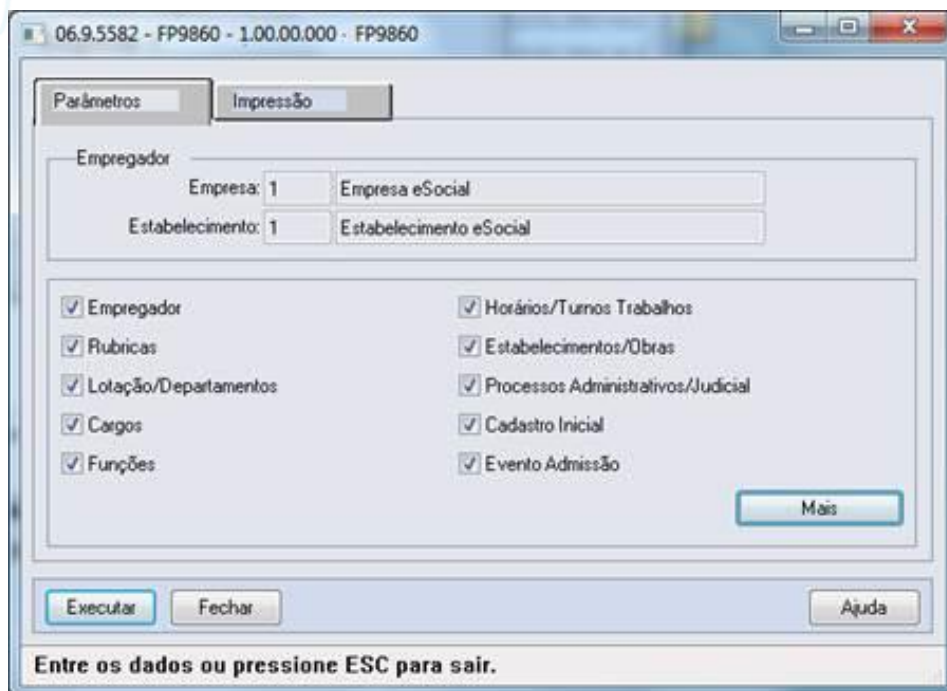 06.9.5582 - FP9860 - 1.00.00.000 - FP9860
Parâmetros Impressão
Empregador
Empresa: 1 Empresa eSocial
Estabelecimento: 1 Estabelecimento eSocial
Empregador Horários/Turnos Trabalhos
Rubricas Estabelecimentos/Obras
Lotação/Departamentos Processos Administrativos/Judicial
Cargos Cadastro Inicial
Funções Evento Admissão
Mais
Executar Fechar Ajuda
Entre os dados ou pressione ESC para sair.